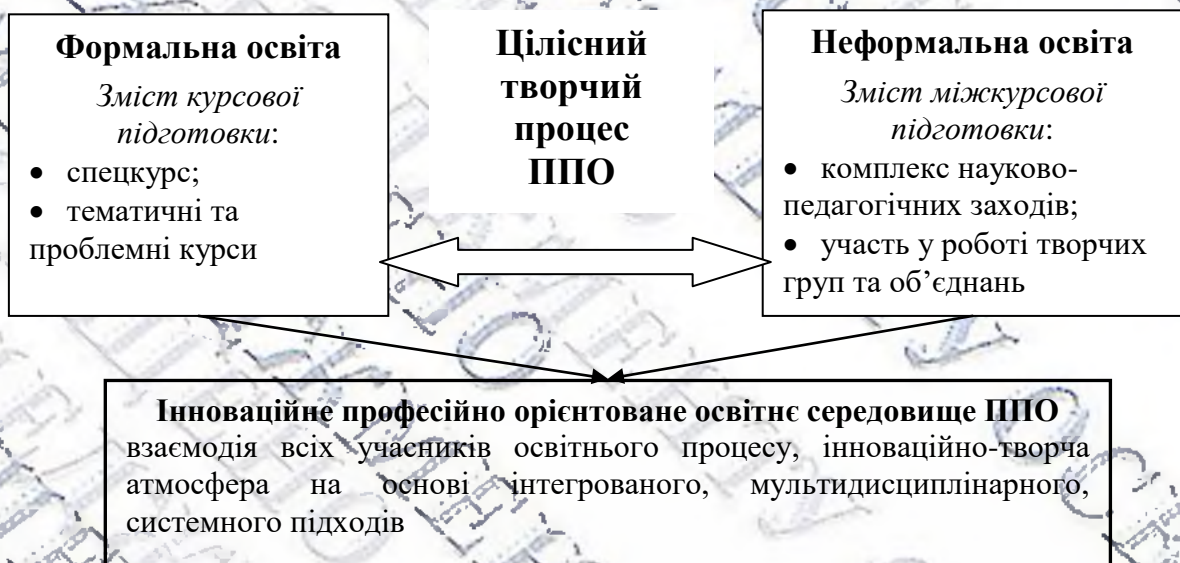 Формальна освіта
Зміст курсової
підготовки:
• спецкурс;
• тематичні та
проблемні курси
Цілісний
творчий
процес
ППО
Неформальна освіта
Зміст міжкурсової
підготовки:
• комплекс науково-
педагогічних заходів;
• участь у роботі творчих
груп та об’єднань
Інноваційне професійно орієнтоване освітнє середовище ППО
взаємодія всіх учасників освітнього процесу, інноваційно-творча
атмосфера на основі інтегрованого, мультидисциплінарного,
системного підходів